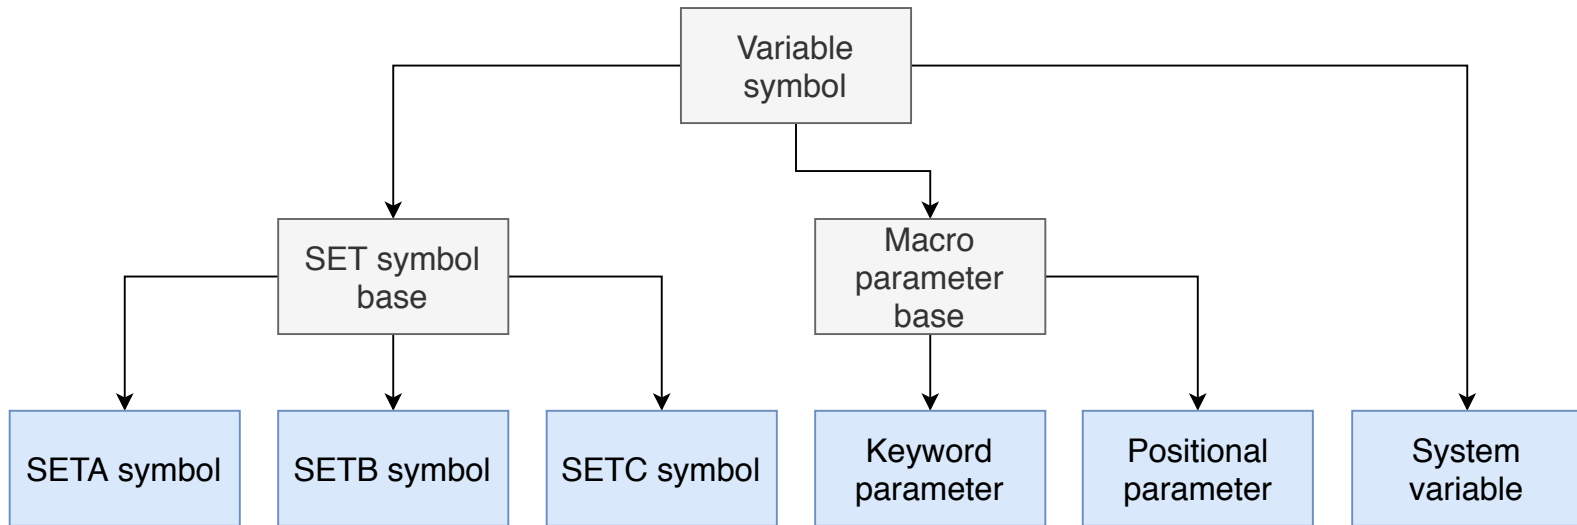 Variable
symbol
SET symbol
base
Macro
parameter
base
SETA symbol
SETB symbol
SETC symbol
Keyword
parameter
Positional
parameter
System
variable